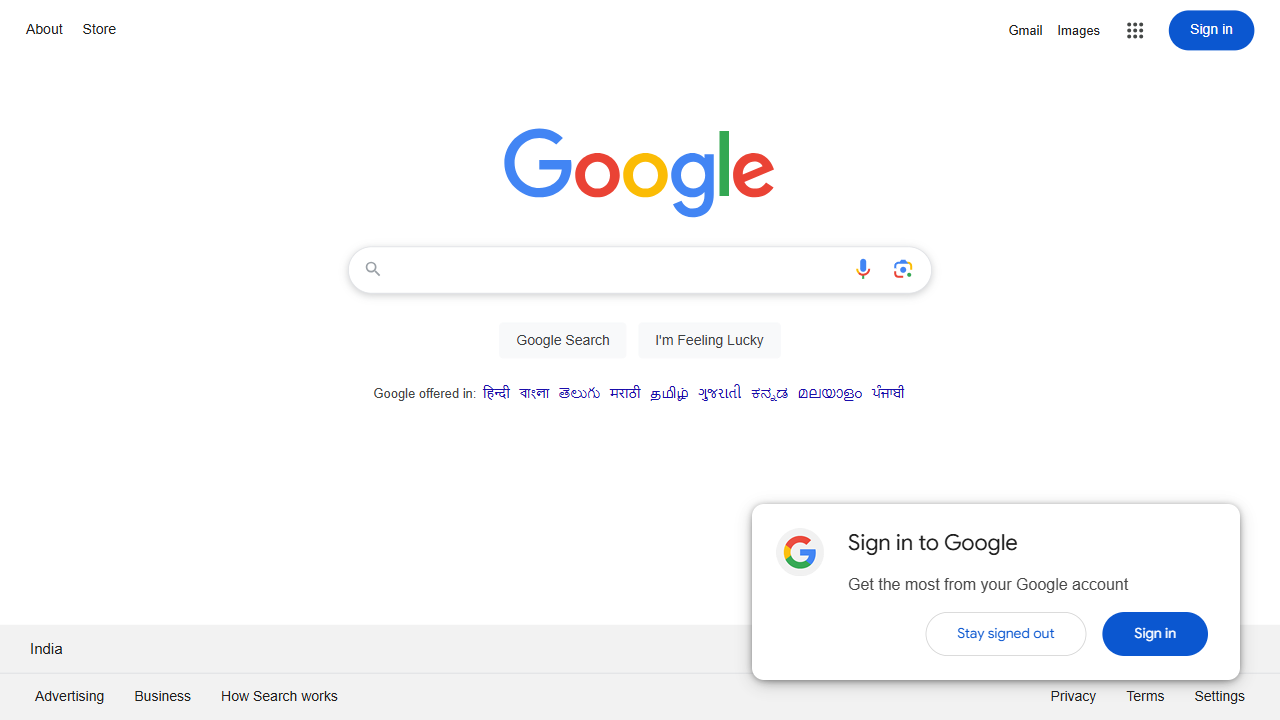 About Store Gmail Images Sign in
Google
Google Search I'm Feeling Lucky
Google offered in: हिन्दी বাংলা తెలుగు मराठी தமிழ் ગુજરાતી ಕನ್ನಡ മലയാളം ਪੰਜਾਬੀ
Sign in to Google
Get the most from your Google account
Stay signed out Sign in
India
Advertising Business How Search works Privacy Terms Settings